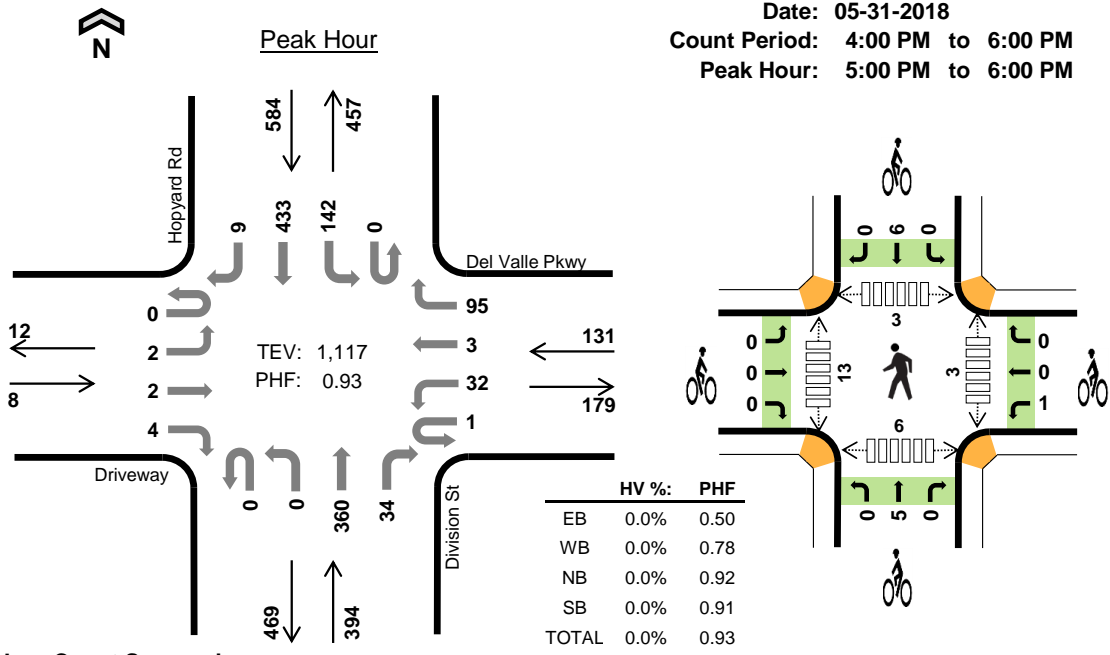 Date: 05-31-2018
Count Period: 4:00 PM to 6:00 PM
Peak Hour: 5:00 PM to 6:00 PM
N
Peak Hour
584
457
Hopyard Rd
9
433
142
0
Del Valle Pkwy
0
2
2
4
12
8
TEV: 1,117
PHF: 0.93
95
3
32
1
131
179
Driveway
0
0
360
34
Division St
469
394
0 6 0
3
0
0
0
13
3
0
0
1
6
0 5 0
HV %: PHF
EB 0.0% 0.50
WB 0.0% 0.78
NB 0.0% 0.92
SB 0.0% 0.91
TOTAL 0.0% 0.93